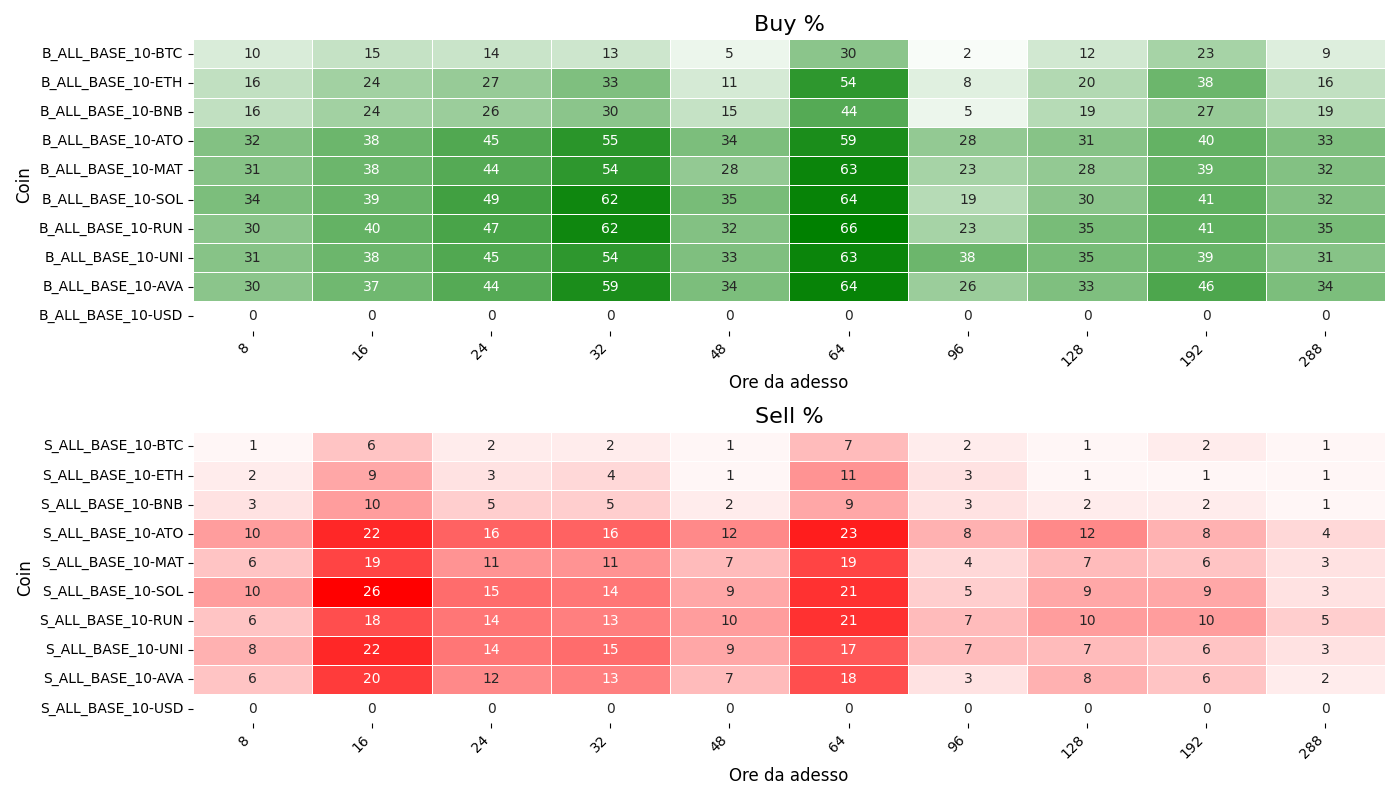 Buy %
B_ALL_BASE_10-BTC 10 15 14 13 5 30 2 12 23 9
B_ALL_BASE_10-ETH 16 24 27 33 11 54 8 20 38 16
B_ALL_BASE_10-BNB 16 24 26 30 15 44 5 19 27 19
B_ALL_BASE_10-ATO 32 38 45 55 34 59 28 31 40 33
B_ALL_BASE_10-MAT 31 38 44 54 28 63 23 28 39 32
B_ALL_BASE_10-SOL 34 39 49 62 35 64 19 30 41 32
B_ALL_BASE_10-RUN 30 40 47 62 32 66 23 35 41 35
B_ALL_BASE_10-UNI 31 38 45 54 33 63 38 35 39 31
B_ALL_BASE_10-AVA 30 37 44 59 34 64 26 33 46 34
B_ALL_BASE_10-USD 0 0 0 0 0 0 0 0 0 0
Coin
8 16 24 32 48 64 96 128 192 288
Ore da adesso
Sell %
S_ALL_BASE_10-BTC 1 6 2 2 1 7 2 1 2 1
S_ALL_BASE_10-ETH 2 9 3 4 1 11 3 1 1 1
S_ALL_BASE_10-BNB 3 10 5 5 2 9 3 2 2 1
S_ALL_BASE_10-ATO 10 22 16 16 12 23 8 12 8 4
S_ALL_BASE_10-MAT 6 19 11 11 7 19 4 7 6 3
S_ALL_BASE_10-SOL 10 26 15 14 9 21 5 9 9 3
S_ALL_BASE_10-RUN 6 18 14 13 10 21 7 10 10 5
S_ALL_BASE_10-UNI 8 22 14 15 9 17 7 7 6 3
S_ALL_BASE_10-AVA 6 20 12 13 7 18 3 8 6 2
S_ALL_BASE_10-USD 0 0 0 0 0 0 0 0 0 0
Coin
8 16 24 32 48 64 96 128 192 288
Ore da adesso